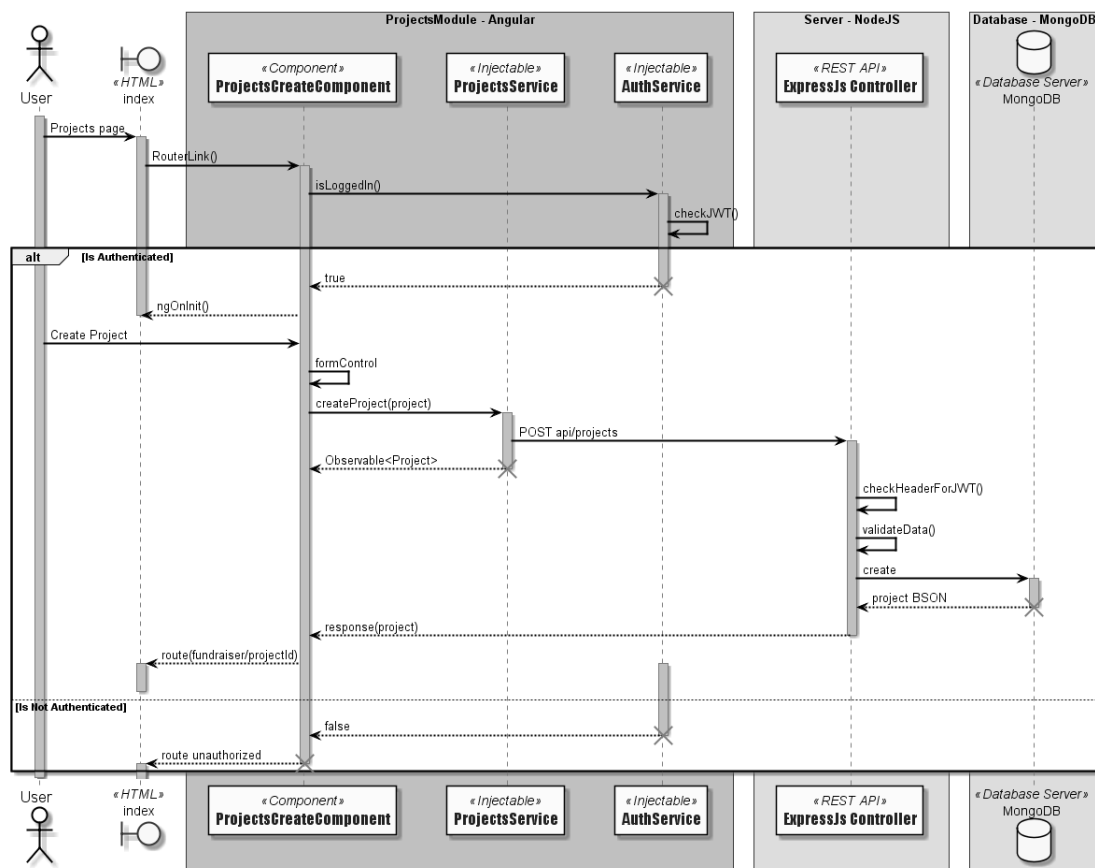 ProjectsModule - Angular
Server - NodeJS
Database - MongoDB
User
«HTML»
index
«Component»
ProjectsCreateComponent
«Injectable»
ProjectsService
«Injectable»
AuthService
«REST API»
ExpressJs Controller
«Database Server»
MongoDB
Projects page
RouterLink()
isLoggedIn()
checkJWT()
alt
[Is Authenticated]
true
ngOnInit()
Create Project
formControl
createProject(project)
POST api/projects
Observable<Project>
checkHeaderForJWT()
validateData()
create
project BSON
response(project)
route(fundraiser/projectId)
[Is Not Authenticated]
false
route unauthorized
User
«HTML»
index
«Component»
ProjectsCreateComponent
«Injectable»
ProjectsService
«Injectable»
AuthService
«REST API»
ExpressJs Controller
«Database Server»
MongoDB